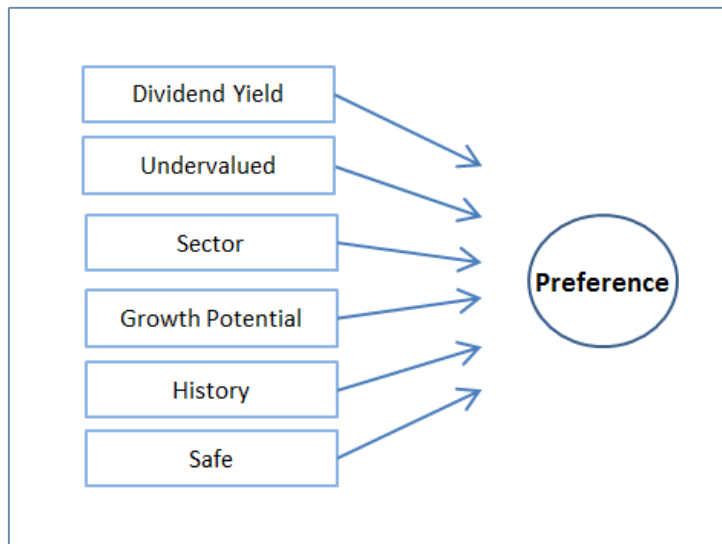 Dividend Yield
Undervalued
Sector
Growth Potential
History
Safe
Preference